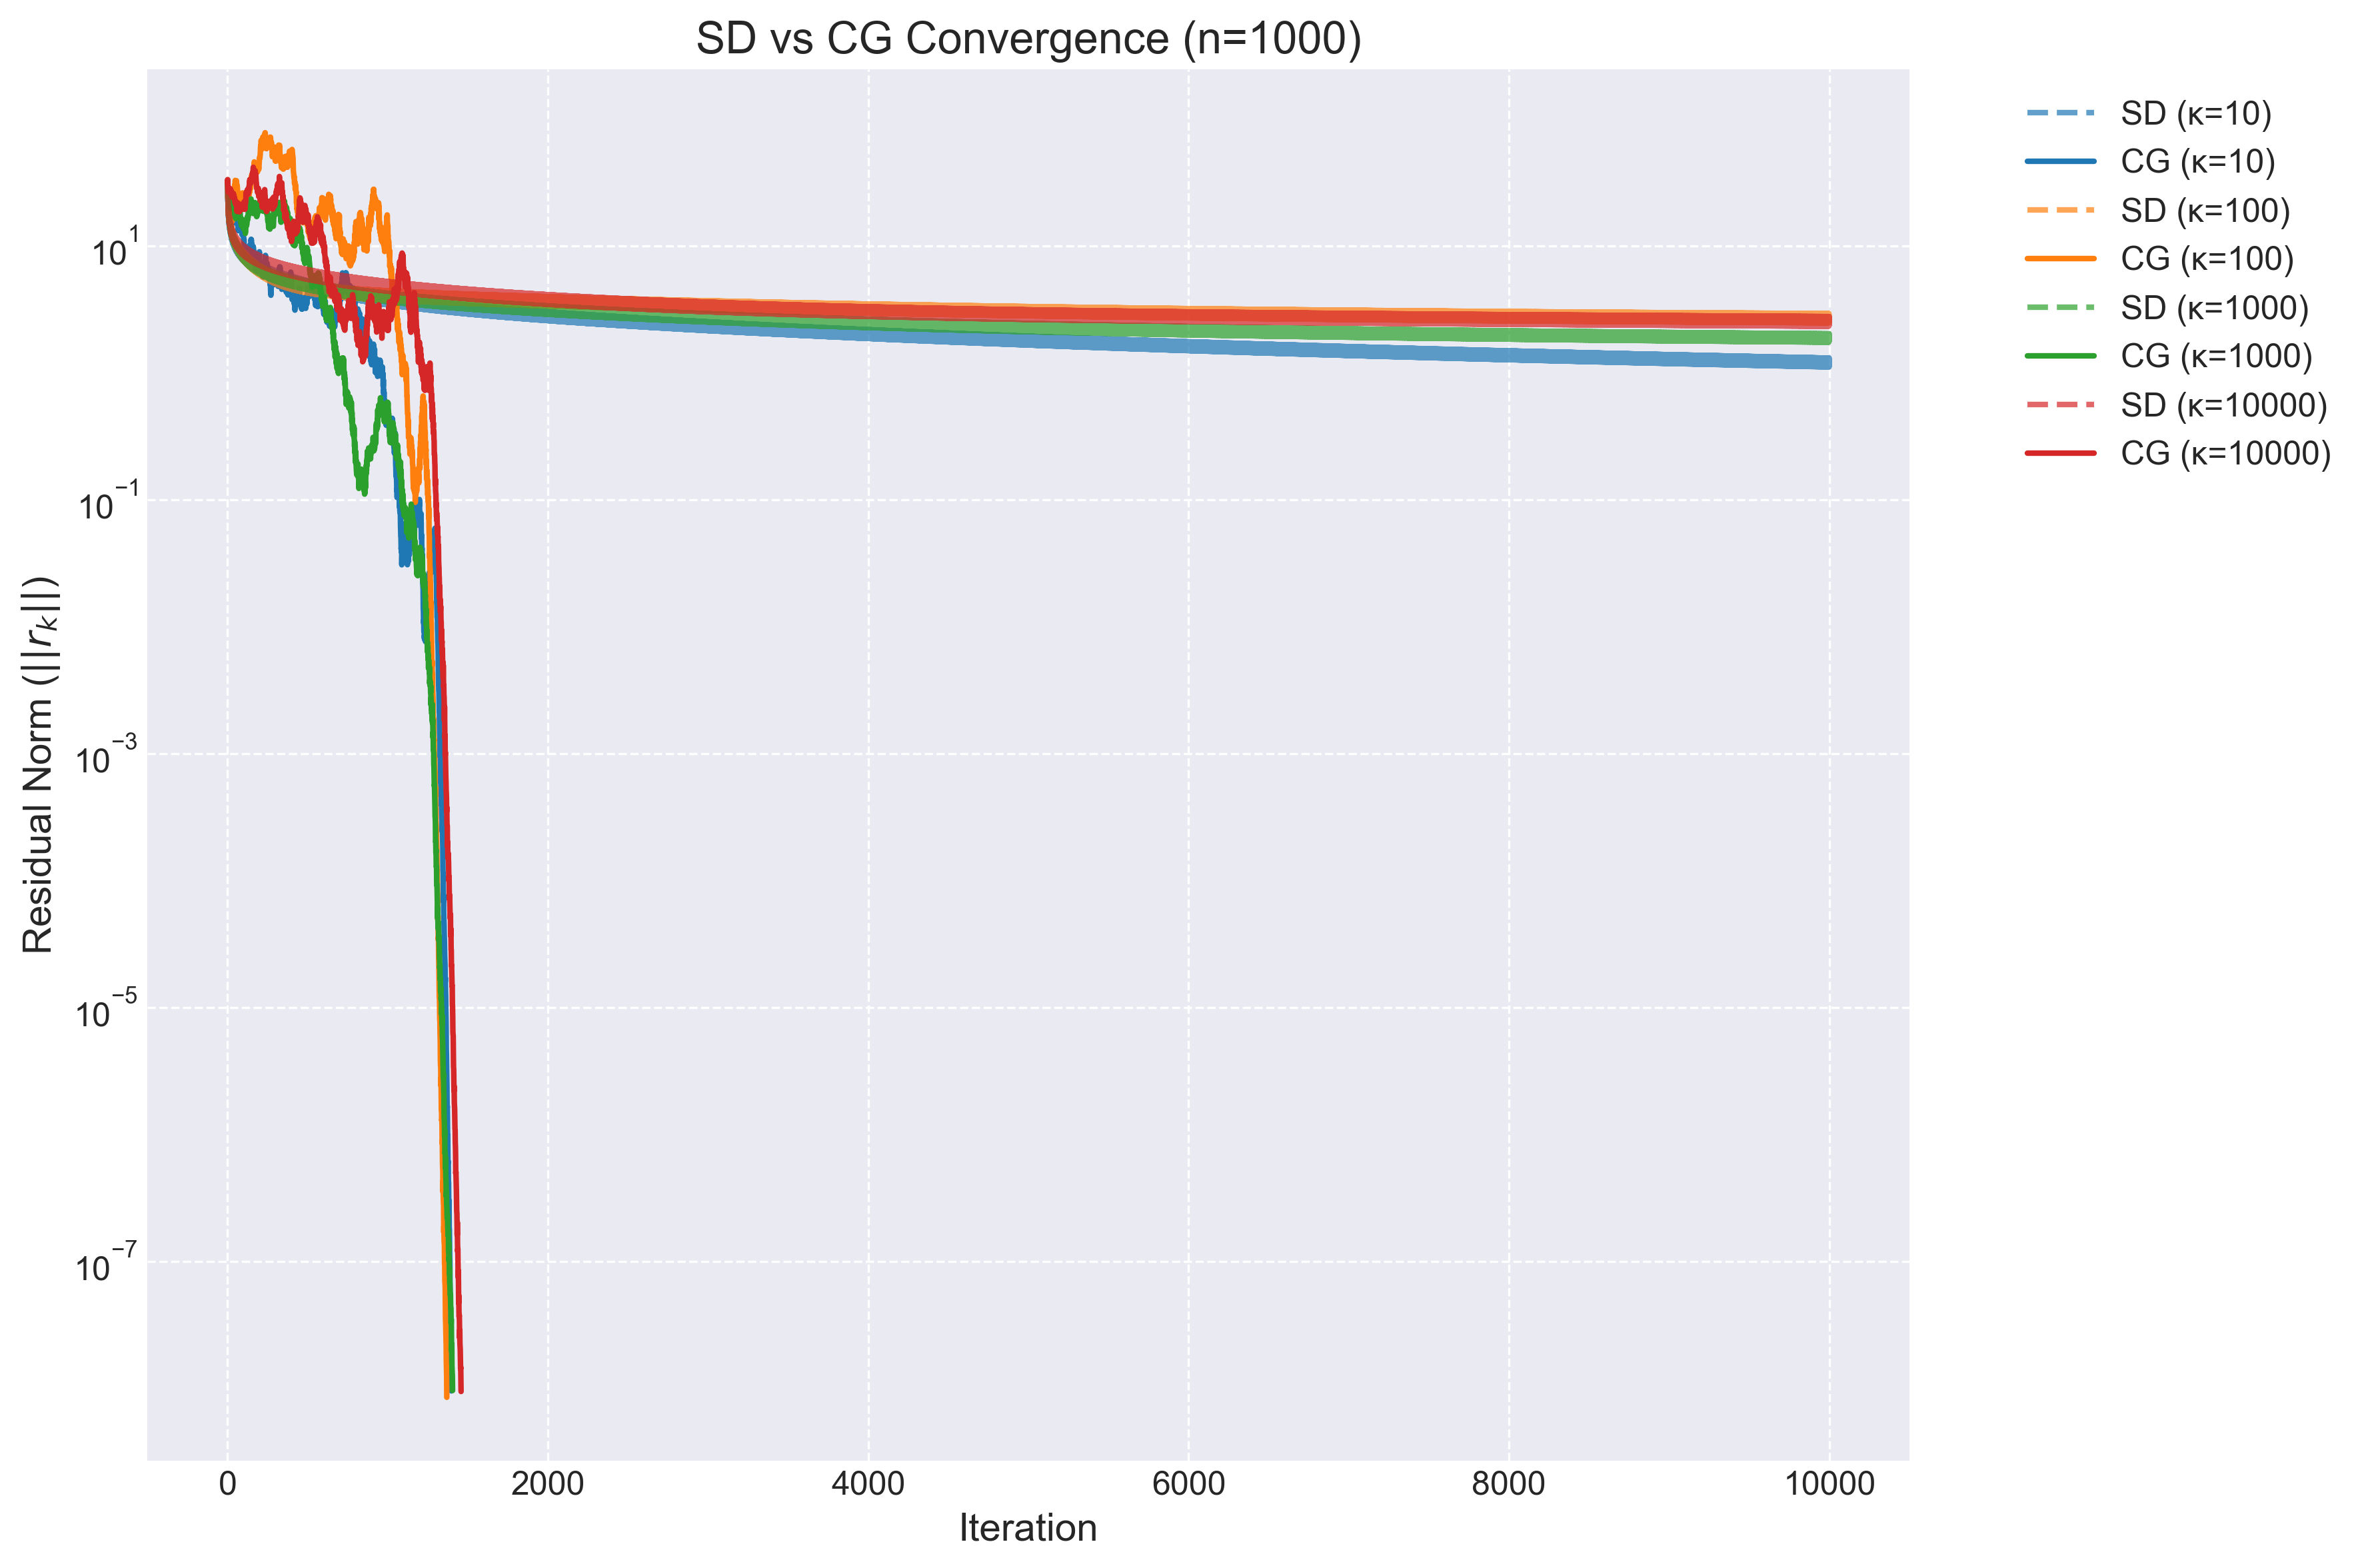 SD vs CG Convergence (n=1000)
SD (κ=10)
CG (κ=10)
SD (κ=100)
CG (κ=100)
SD (κ=1000)
CG (κ=1000)
SD (κ=10000)
CG (κ=10000)
Residual Norm (|||r_k|||)
10^1
10^−1
10^−3
10^−5
10^−7
0 2000 4000 6000 8000 10000
Iteration